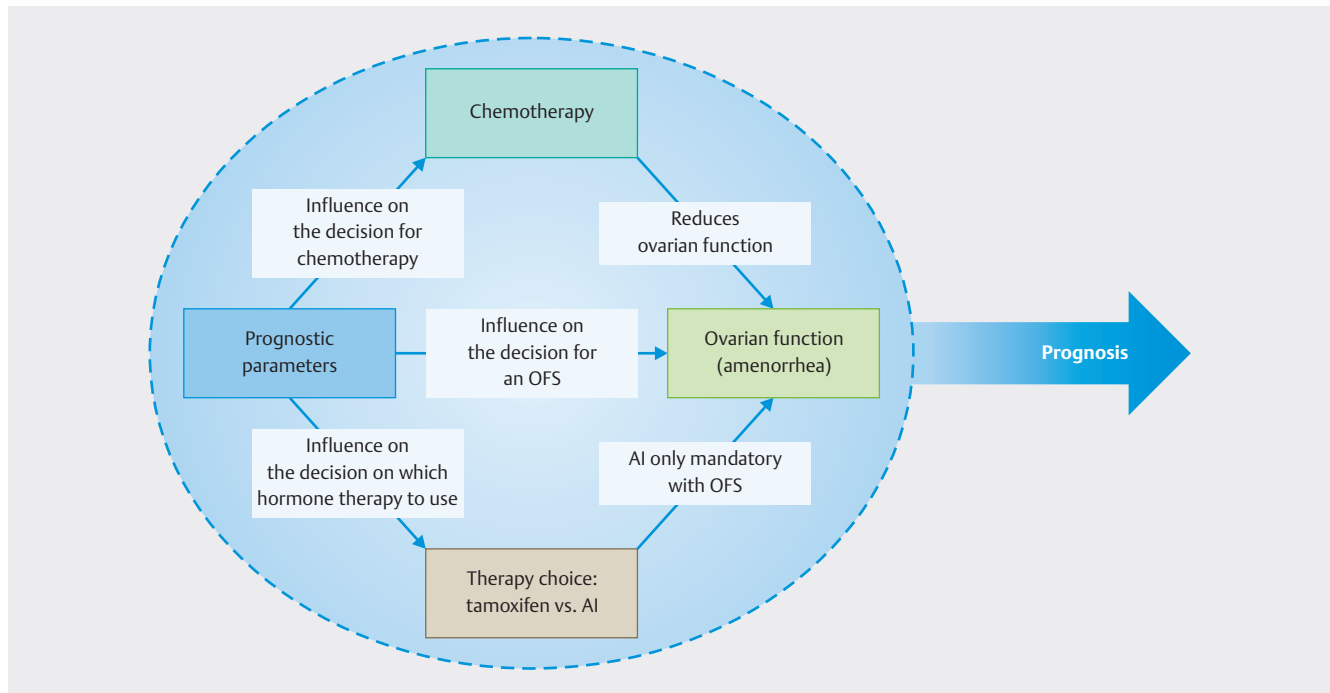 Chemotherapy
Influence on
the decision for
chemotherapy
Reduces
ovarian function
Prognostic
parameters
Influence on
the decision for
an OFS
Ovarian function
(amenorrhea)
Prognosis
Influence on
the decision on which
hormone therapy to use
AI only mandatory
with OFS
Therapy choice:
tamoxifen vs. AI